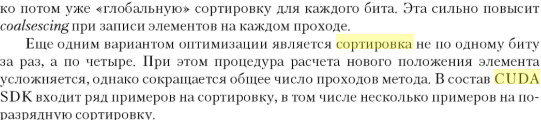 ко потом уже «глобальную» сортировку для каждого бита. Эта сильно повысит
coalsescing при записи элементов на каждом проходе.
Еще одним вариантом оптимизации является сортировка не по одному биту
за раз, а по четыре. При этом процедура расчета нового положения элемента
усложняется, однако сокращается общее число проходов метода. В состав CUDA
SDK входит ряд примеров на сортировку, в том числе несколько примеров на по-
разрядную сортировку.